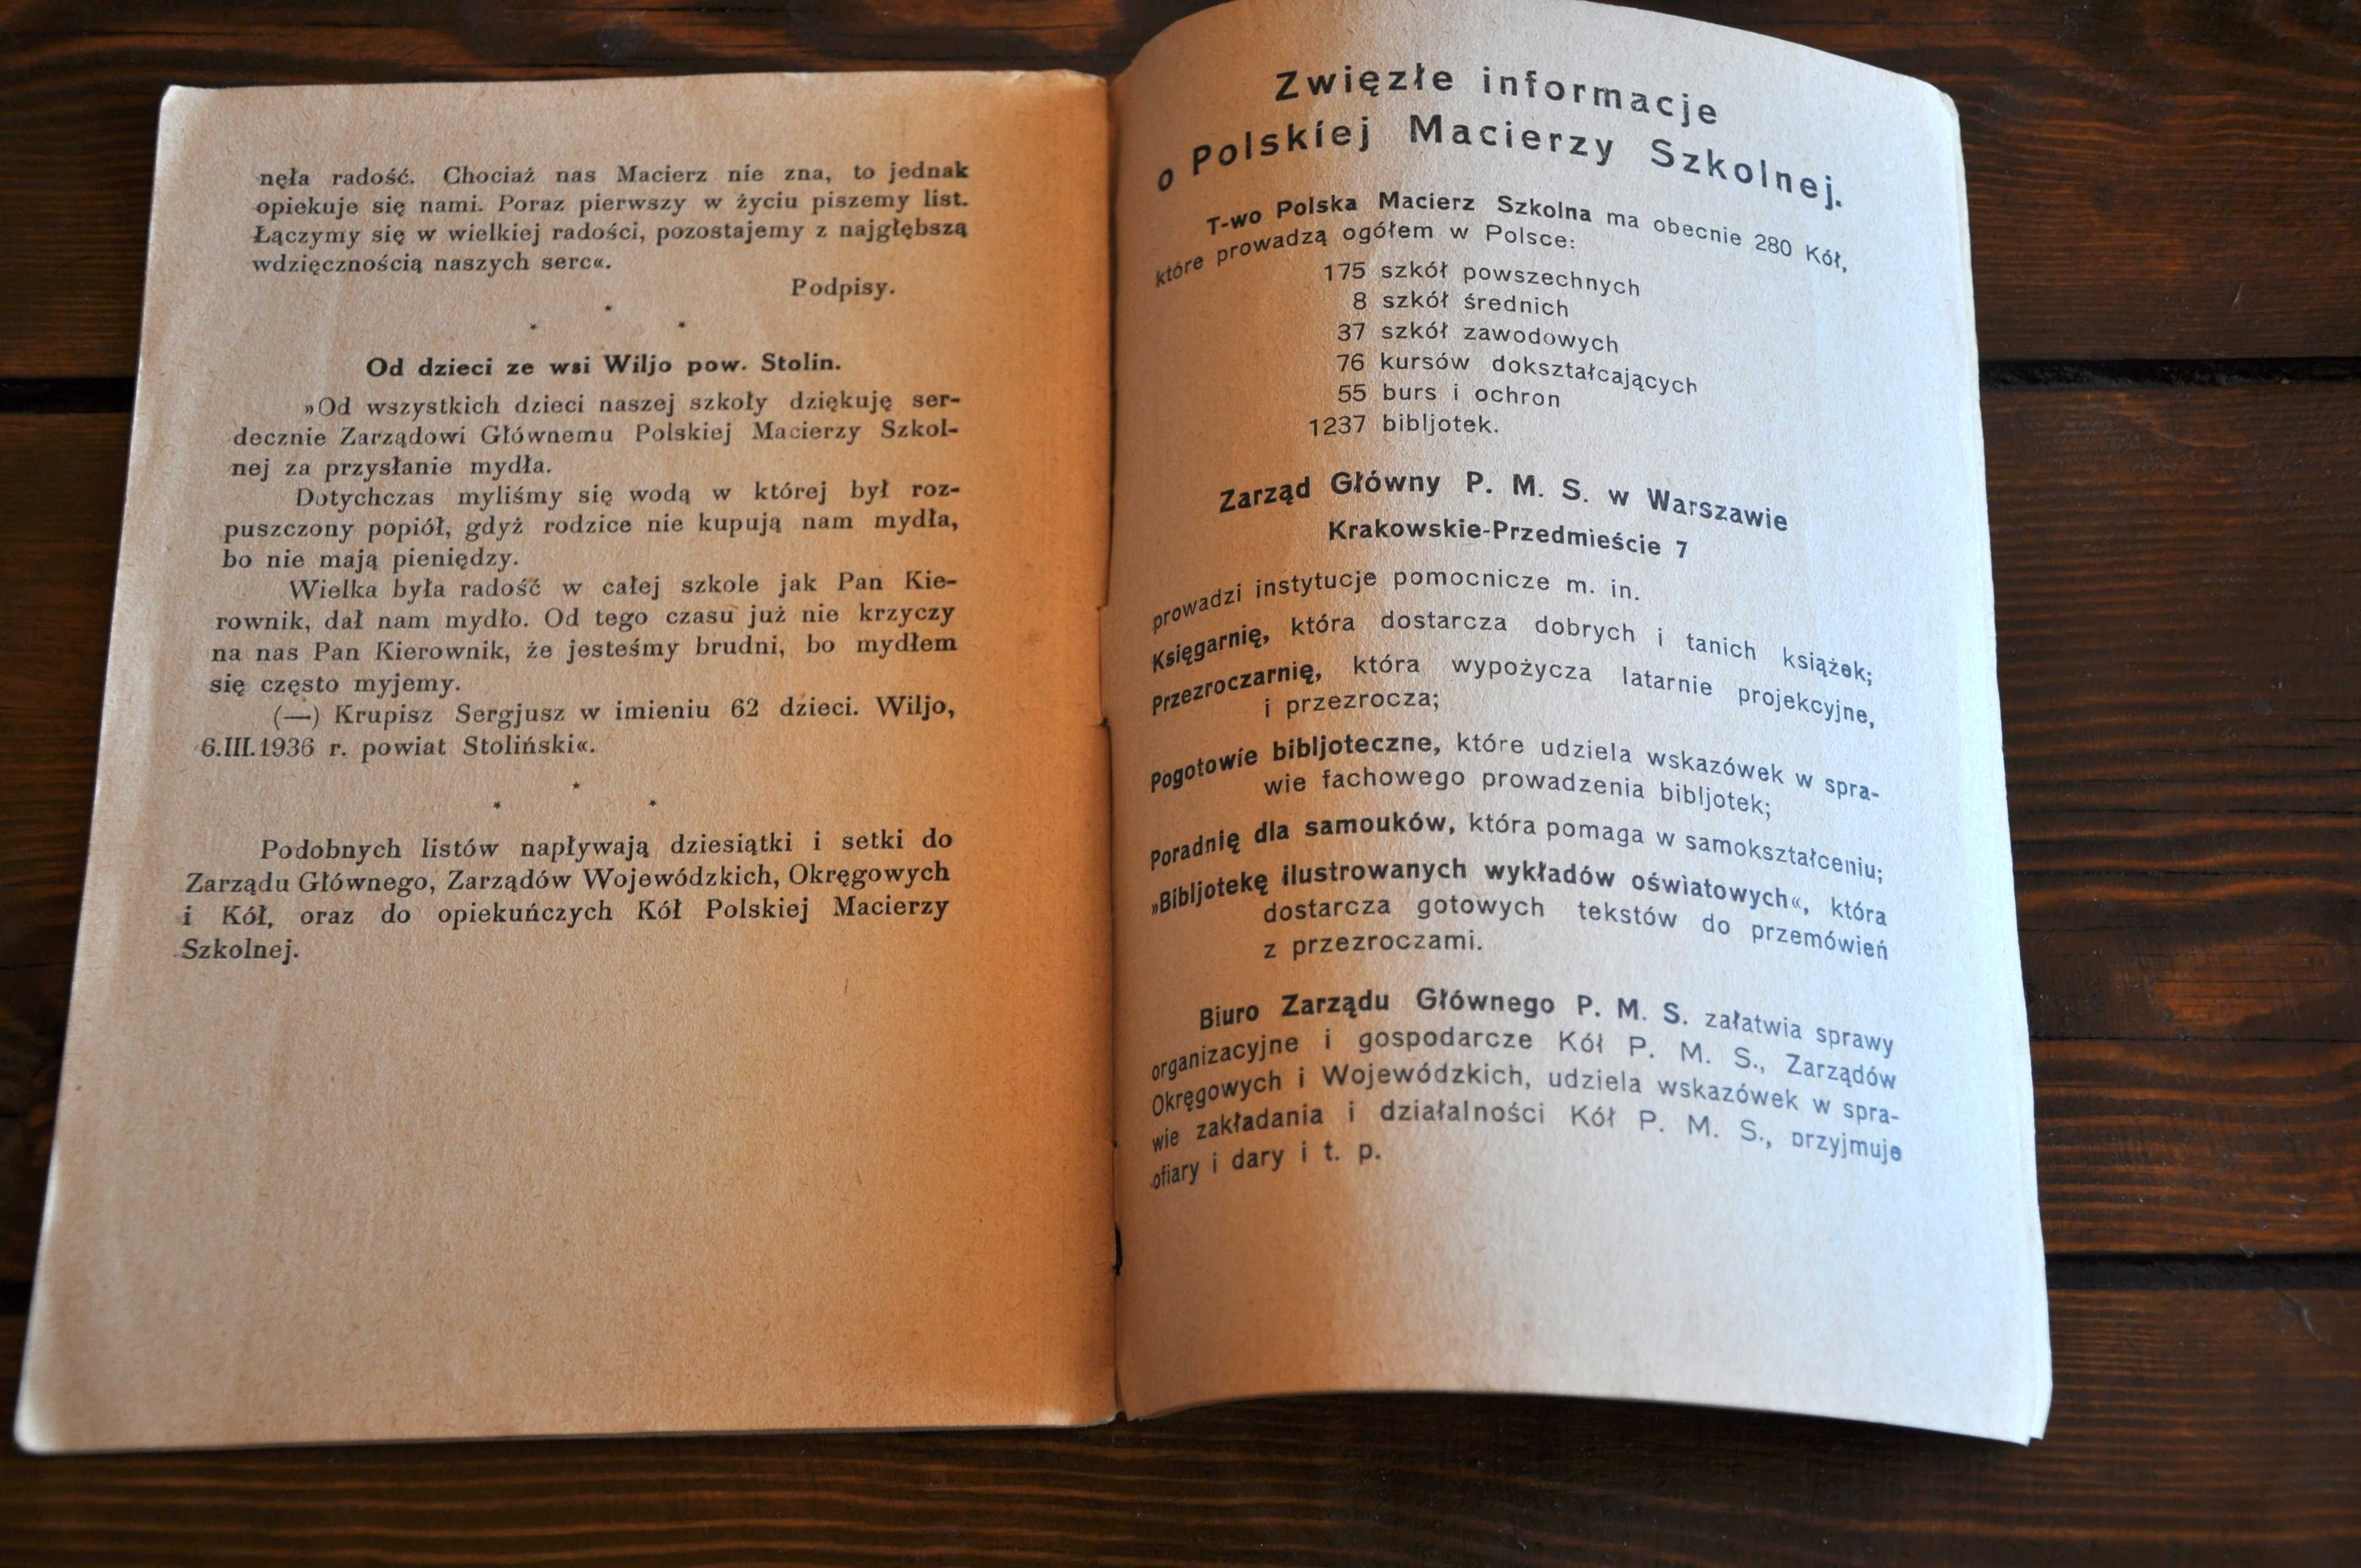 nęła radość. Chociaż nas Macierz nie zna, to jednak
opiekuje się nami. Poraz pierwszy w życiu piszemy list.
Łączymy się w wielkiej radości, pozostajemy z najgłębszą
wdzięcznością naszych serc«.
Podpisy.
* * *
Od dzieci ze wsi Wiljo pow. Stolin.
»Od wszystkich dzieci naszej szkoły dziękuję ser-
decznie Zarządowi Głównemu Polskiej Macierzy Szkol-
nej za przysłanie mydła.
Dotychczas myliśmy się wodą w której był roz-
puszczony popiół, gdyż rodzice nie kupują nam mydła,
bo nie mają pieniędzy.
Wielka była radość w całej szkole jak Pan Kie-
rownik, dał nam mydło. Od tego czasu już nie krzyczy
na nas Pan Kierownik, że jesteśmy brudni, bo mydłem
się często myjemy.
(—) Krupisz Sergjusz w imieniu 62 dzieci. Wiljo,
6.III.1936 r. powiat Stoliński«.
* * *
Podobnych listów napływają dziesiątki i setki do
Zarządu Głównego, Zarządów Wojewódzkich, Okręgowych
i Kół, oraz do opiekuńczych Kół Polskiej Macierzy
Szkolnej.
Zwięzłe informacje
o Polskiej Macierzy Szkolnej.
T-wo Polska Macierz Szkolna ma obecnie 280 Kół,
które prowadzą ogółem w Polsce:
175 szkół powszechnych
8 szkół średnich
37 szkół zawodowych
76 kursów dokształcających
55 burs i ochron
1237 bibljotek.
Zarząd Główny P. M. S. w Warszawie
Krakowskie-Przedmieście 7
prowadzi instytucje pomocnicze m. in.
Księgarnię, która dostarcza dobrych i tanich książek;
Przezroczarnię, która wypożycza latarnie projekcyjne,
i przezrocza;
Pogotowie bibljoteczne, które udziela wskazówek w spra-
wie fachowego prowadzenia bibljotek;
Poradnię dla samouków, która pomaga w samokształceniu;
»Bibljotekę ilustrowanych wykładów oświatowych«, która
dostarcza gotowych tekstów do przemówień
z przezroczami.
Biuro Zarządu Głównego P. M. S. załatwia sprawy
organizacyjne i gospodarcze Kół P. M. S., Zarządów
Okręgowych i Wojewódzkich, udziela wskazówek w spra-
wie zakładania i działalności Kół P. M. S., przyjmuje
ofiary i dary i t. p.